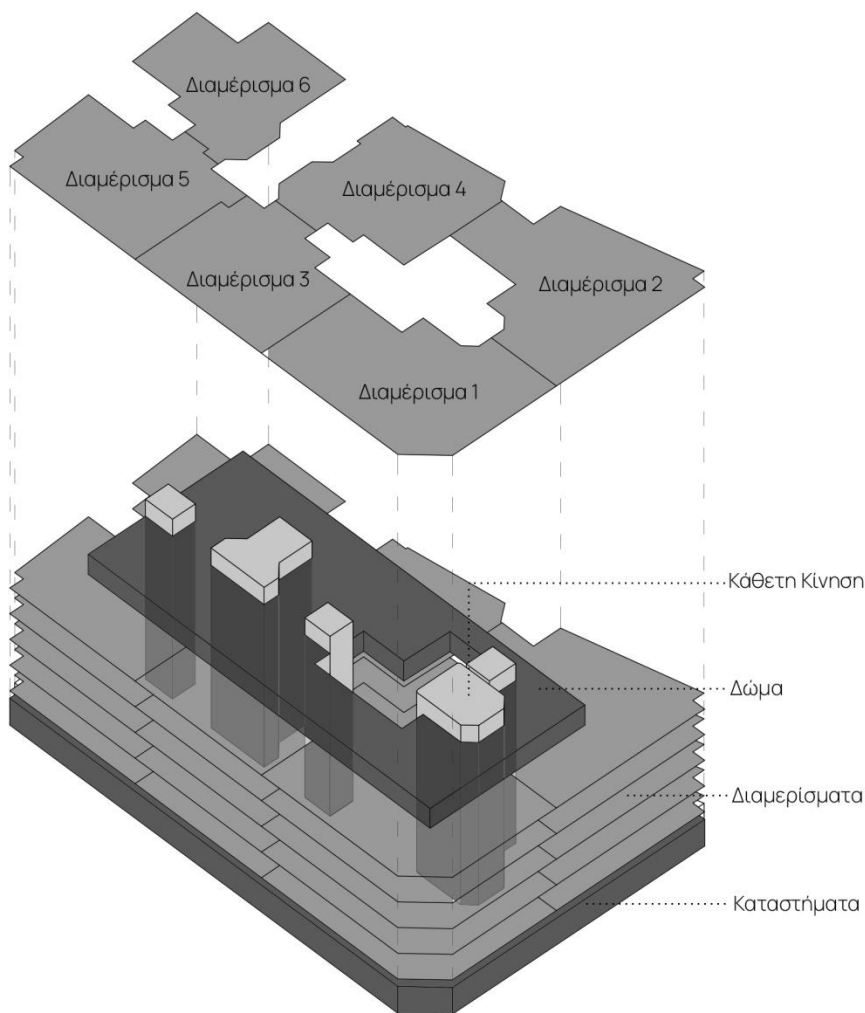 Διαμέρισμα 6
Διαμέρισμα 5
Διαμέρισμα 4
Διαμέρισμα 3
Διαμέρισμα 2
Διαμέρισμα 1
Κάθετη Κίνηση
Δώμα
Διαμερίσματα
Καταστήματα